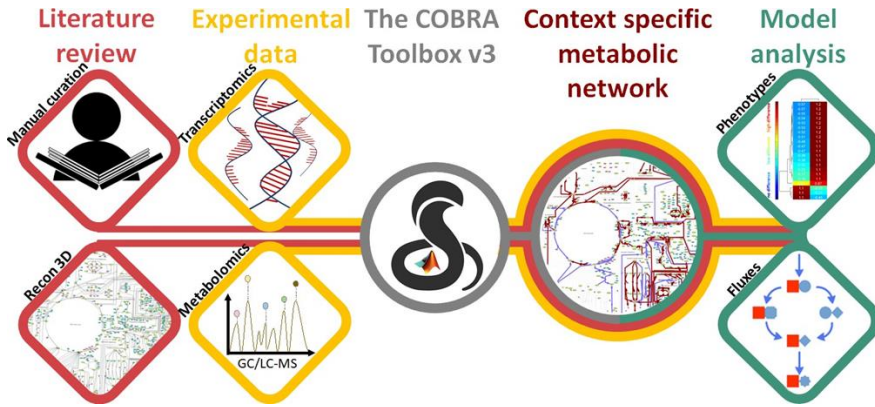 Literature
review
Experimental
data
The COBRA
Toolbox v3
Context specific
metabolic
network
Model
analysis
Manual curation
Transcriptomics
Phenotypes
Recon 3D
Metabolomics
GC/LC-MS
Fluxes